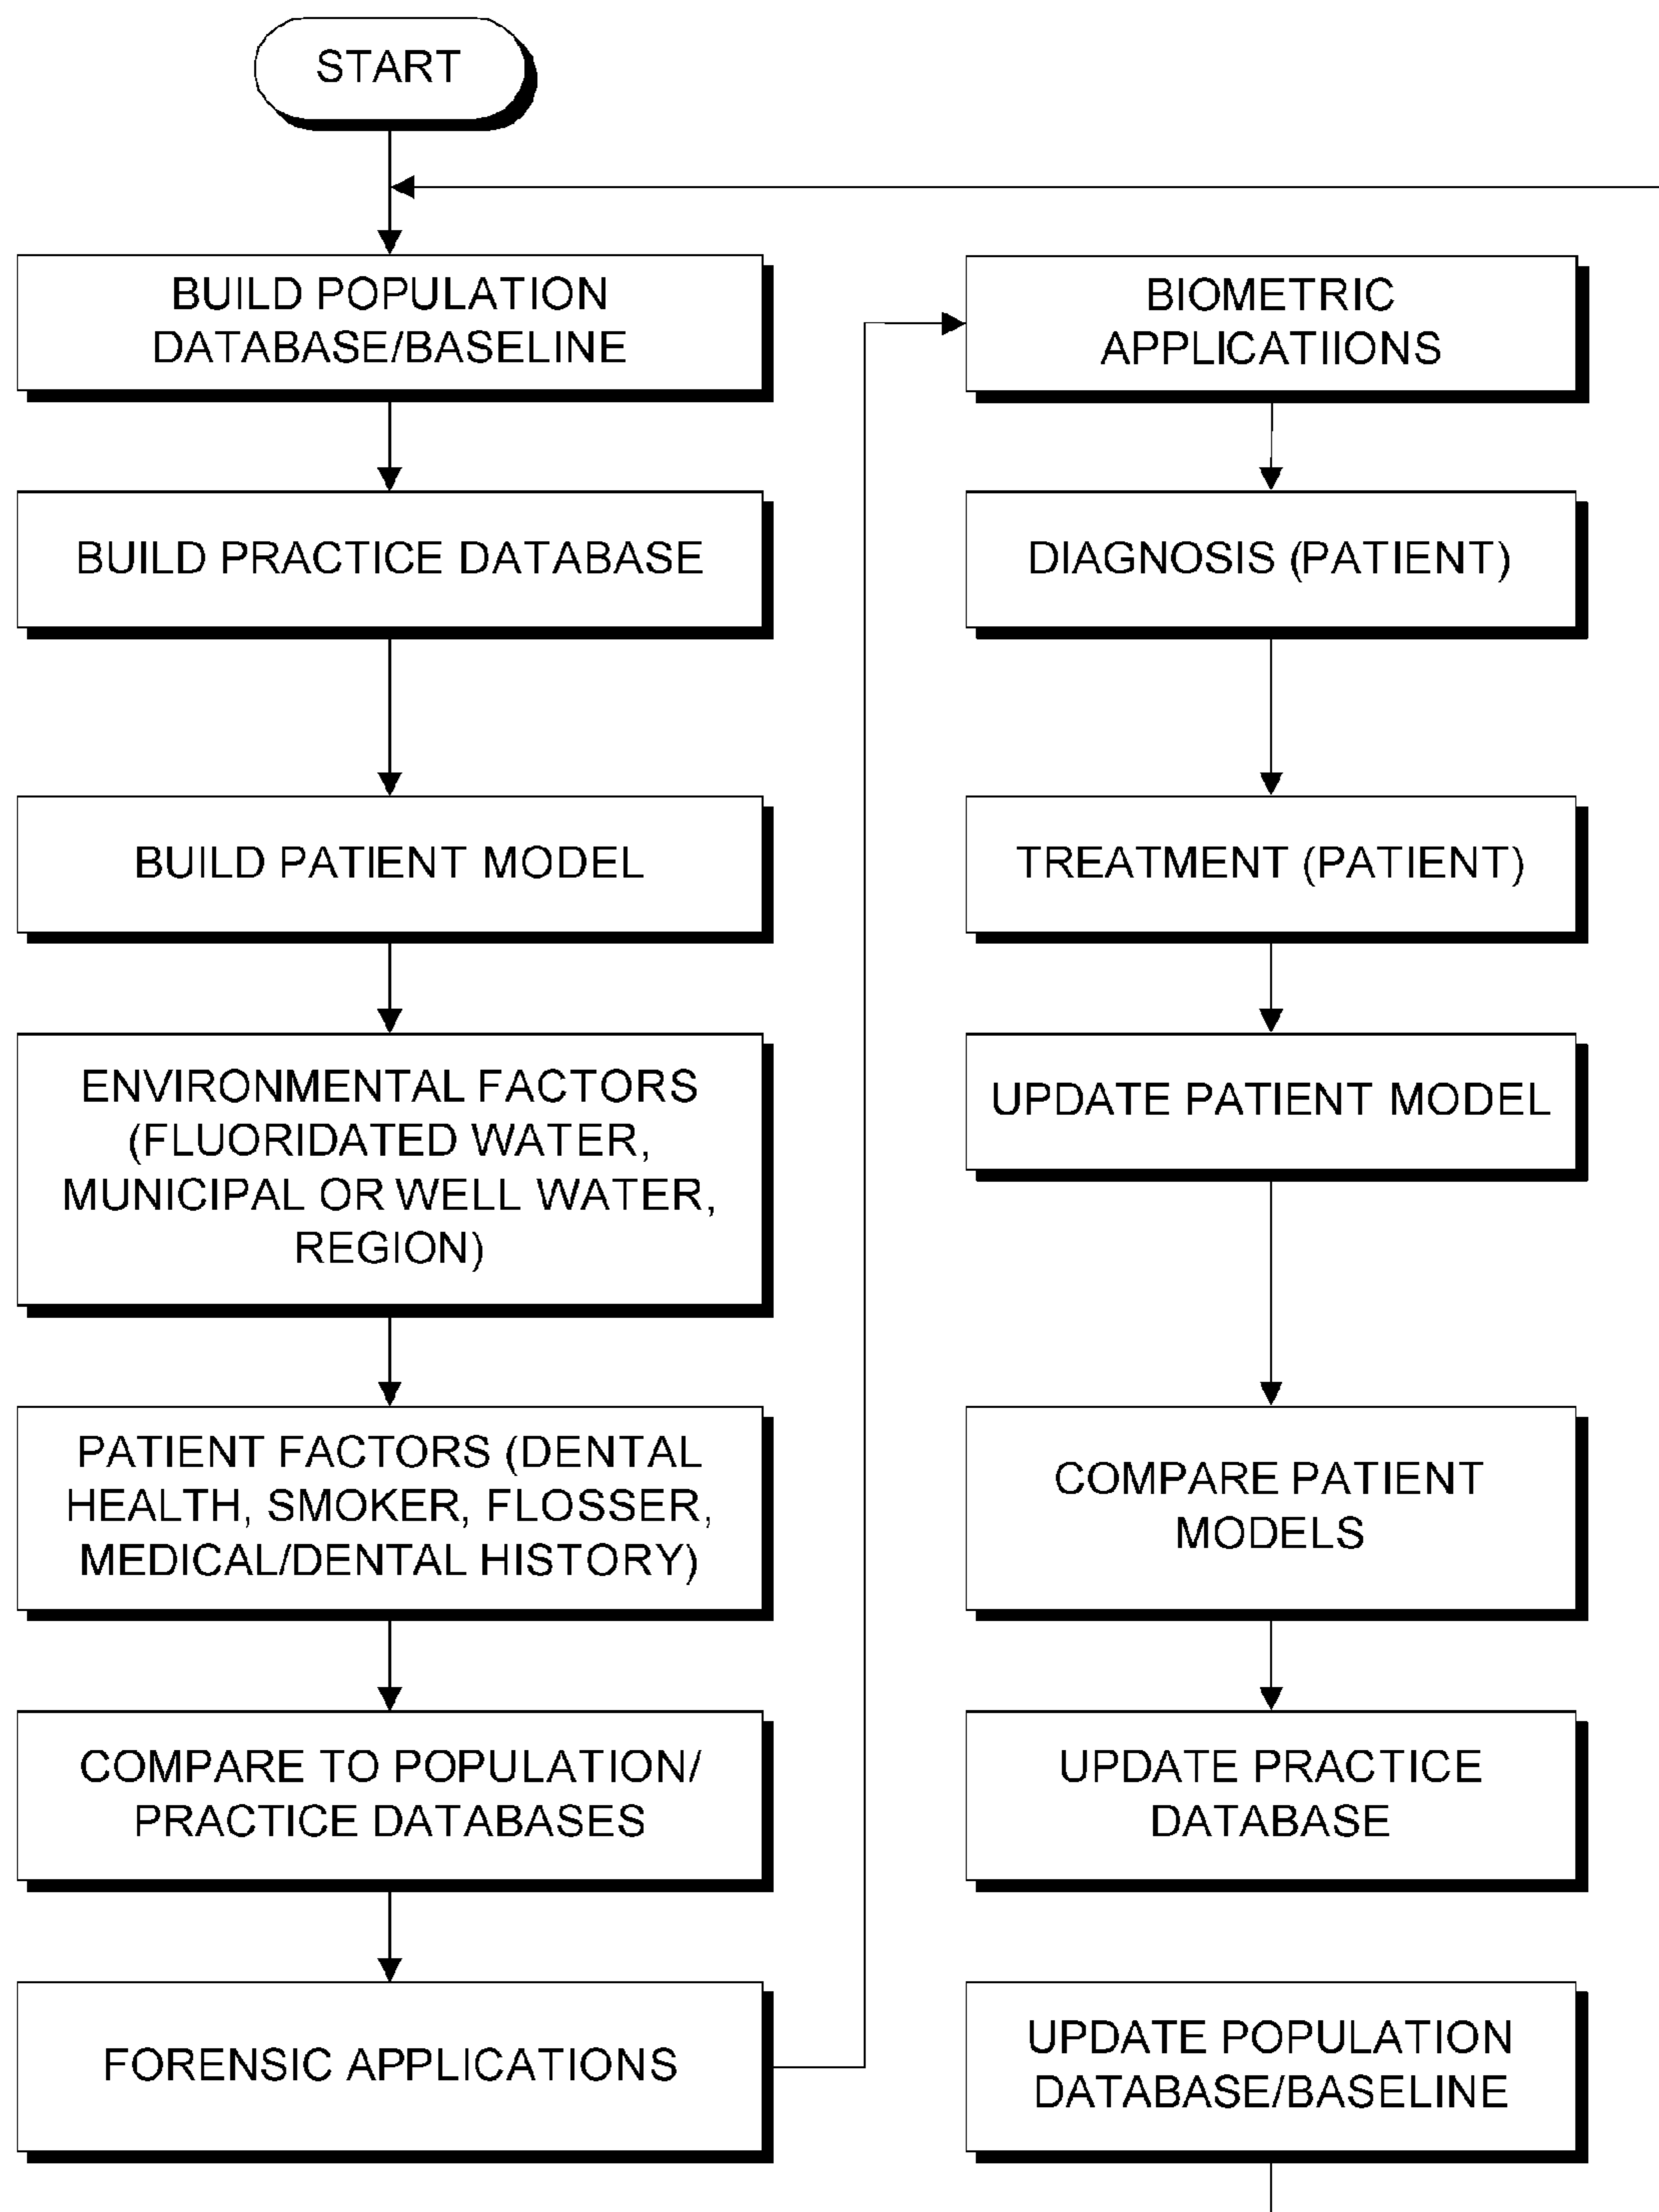 START
BUILD POPULATION
DATABASE/BASELINE
BUILD PRACTICE DATABASE
BUILD PATIENT MODEL
ENVIRONMENTAL FACTORS
(FLUORIDATED WATER,
MUNICIPAL OR WELL WATER,
REGION)
PATIENT FACTORS (DENTAL
HEALTH, SMOKER, FLOSSER,
MEDICAL/DENTAL HISTORY)
COMPARE TO POPULATION/
PRACTICE DATABASES
FORENSIC APPLICATIONS
BIOMETRIC
APPLICATIIONS
DIAGNOSIS (PATIENT)
TREATMENT (PATIENT)
UPDATE PATIENT MODEL
COMPARE PATIENT
MODELS
UPDATE PRACTICE
DATABASE
UPDATE POPULATION
DATABASE/BASELINE